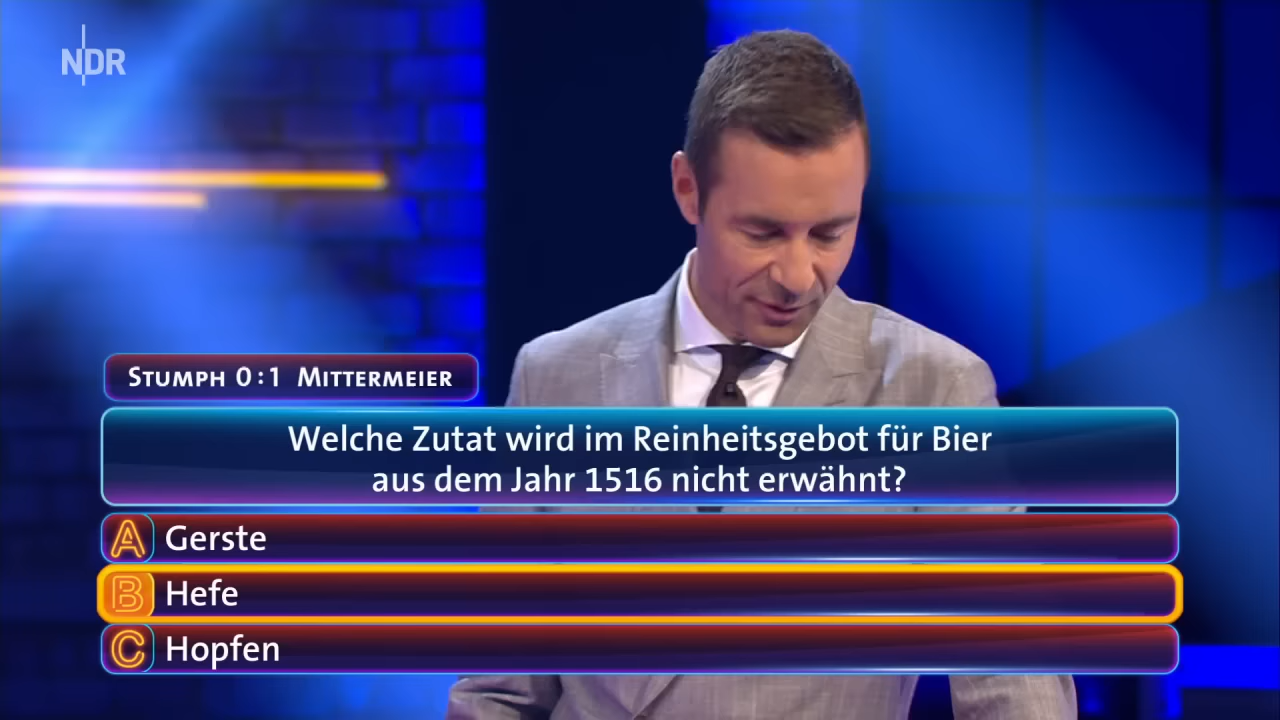 NDR
STUMPH 0:1 MITTERMEIER
Welche Zutat wird im Reinheitsgebot für Bier
aus dem Jahr 1516 nicht erwähnt?
A Gerste
B Hefe
C Hopfen